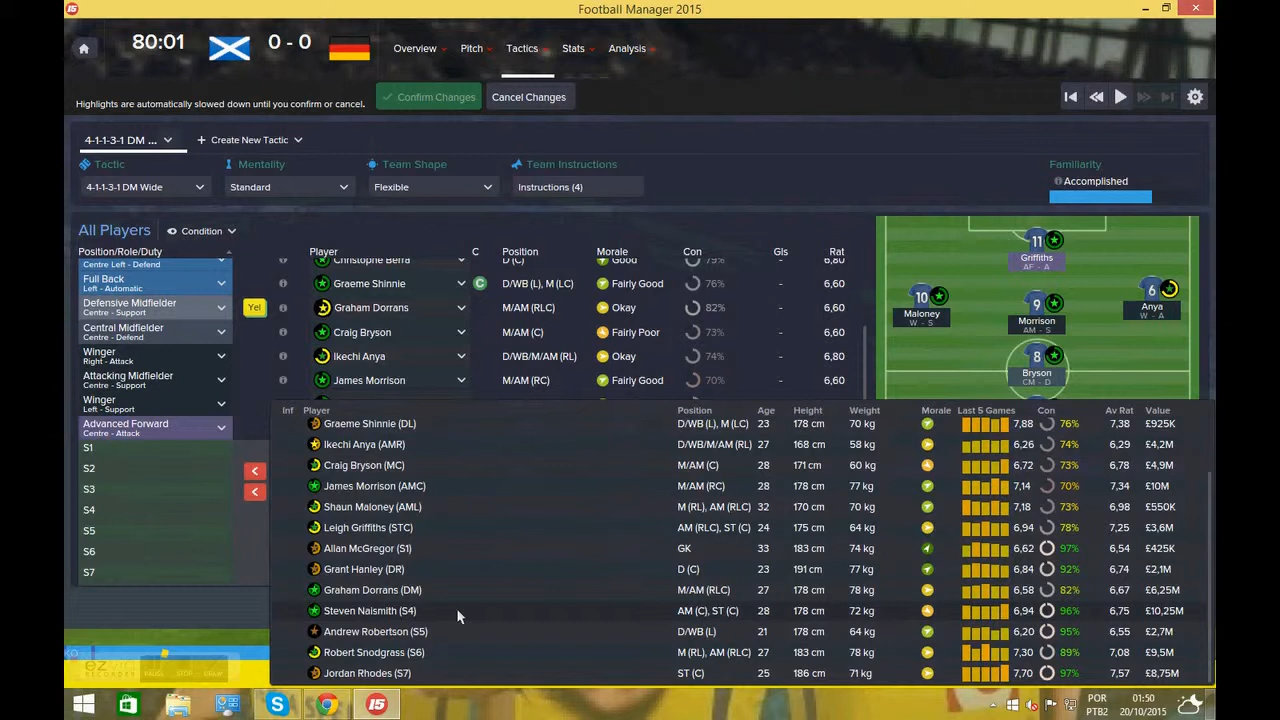 Football Manager 2015
80:01 0 - 0 Overview Pitch Tactics Stats Analysis
Highlights are automatically slowed down until you confirm or cancel. Confirm Changes Cancel Changes
4-1-1-3-1 DM ... + Create New Tactic
Tactic Mentality Team Shape Team Instructions Familiarity
4-1-1-3-1 DM Wide Standard Flexible Instructions (4) Accomplished
All Players Condition
Position/Role/Duty Player C Position Morale Con Gls Rat
Centre Left - Defend Christophe Berra D (C) Good 79% - 6,80
Full Back
Left - Automatic Graeme Shinnie C D/WB (L), M (LC) Fairly Good 76% - 6,60
Defensive Midfielder
Centre - Support Yel Graham Dorrans M/AM (RLC) Okay 82% - 6,60
Central Midfielder
Centre - Defend Craig Bryson M/AM (C) Fairly Poor 73% - 6,60
Winger
Right - Attack Ikechi Anya D/WB/M/AM (RL) Okay 74% - 6,80
Attacking Midfielder
Centre - Support James Morrison M/AM (RC) Fairly Good 70% - 6,60
Winger
Left - Support
Advanced Forward
Centre - Attack
S1
S2
S3
S4
S5
S6
S7
11
Griffiths
AF - A
10
Maloney
W - S
9
Morrison
AM - S
6
Anya
W - A
8
Bryson
CM - D
Inf Player Position Age Height Weight Morale Last 5 Games Con Av Rat Value
Graeme Shinnie (DL) D/WB (L), M (LC) 23 178 cm 70 kg 7,88 76% 7,38 £925K
Ikechi Anya (AMR) D/WB/M/AM (RL) 27 168 cm 58 kg 6,26 74% 6,29 £4,2M
Craig Bryson (MC) M/AM (C) 28 171 cm 60 kg 6,72 73% 6,78 £4,9M
James Morrison (AMC) M/AM (RC) 28 178 cm 77 kg 7,14 70% 7,34 £10M
Shaun Maloney (AML) M (RL), AM (RLC) 32 170 cm 70 kg 7,18 73% 6,98 £550K
Leigh Griffiths (STC) AM (RLC), ST (C) 24 175 cm 64 kg 6,94 78% 7,25 £3,6M
Allan McGregor (S1) GK 33 183 cm 74 kg 6,62 97% 6,54 £425K
Grant Hanley (DR) D (C) 23 191 cm 77 kg 6,84 92% 6,74 £2,1M
Graham Dorrans (DM) M/AM (RLC) 27 178 cm 77 kg 6,58 82% 6,67 £6,25M
Steven Naismith (S4) AM (C), ST (C) 28 178 cm 72 kg 6,94 96% 6,75 £10,25M
Andrew Robertson (S5) D/WB (L) 21 178 cm 64 kg 6,20 95% 6,55 £2,7M
Robert Snodgrass (S6) M (RL), AM (RLC) 27 183 cm 78 kg 7,30 89% 7,08 £9,5M
Jordan Rhodes (S7) ST (C) 25 186 cm 71 kg 7,70 97% 7,57 £8,75M
RECORDER PAUSE STOP
POR
PTB2
01:50
20/10/2015